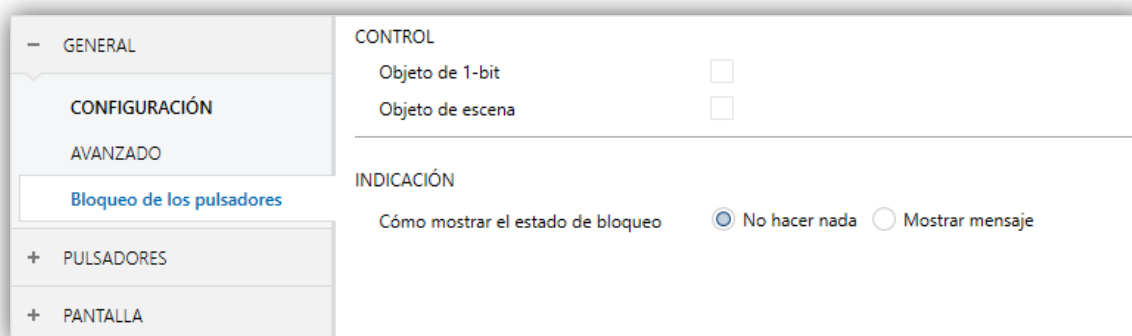 GENERAL
CONFIGURACIÓN
AVANZADO
Bloqueo de los pulsadores
PULSADORES
PANTALLA
CONTROL
Objeto de 1-bit
Objeto de escena
INDICACIÓN
Cómo mostrar el estado de bloqueo No hacer nada Mostrar mensaje